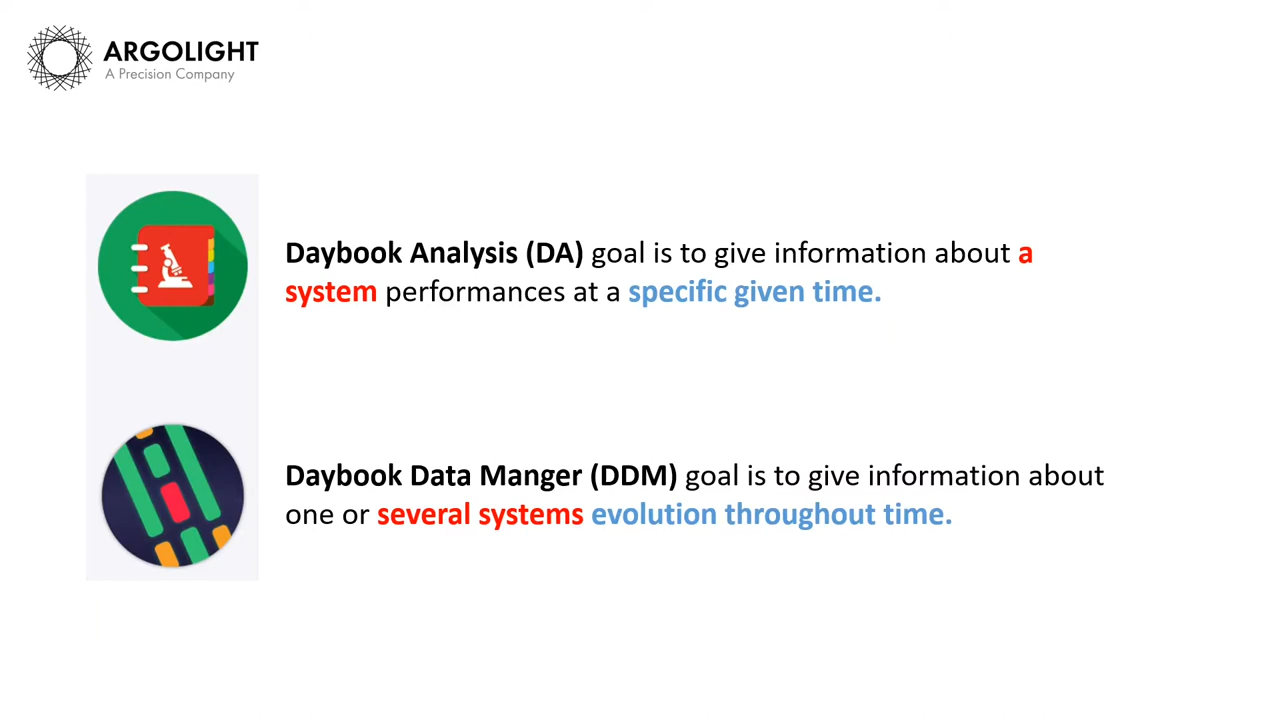 ARGOLIGHT
A Precision Company
Daybook Analysis (DA) goal is to give information about a
system performances at a specific given time.
Daybook Data Manger (DDM) goal is to give information about
one or several systems evolution throughout time.